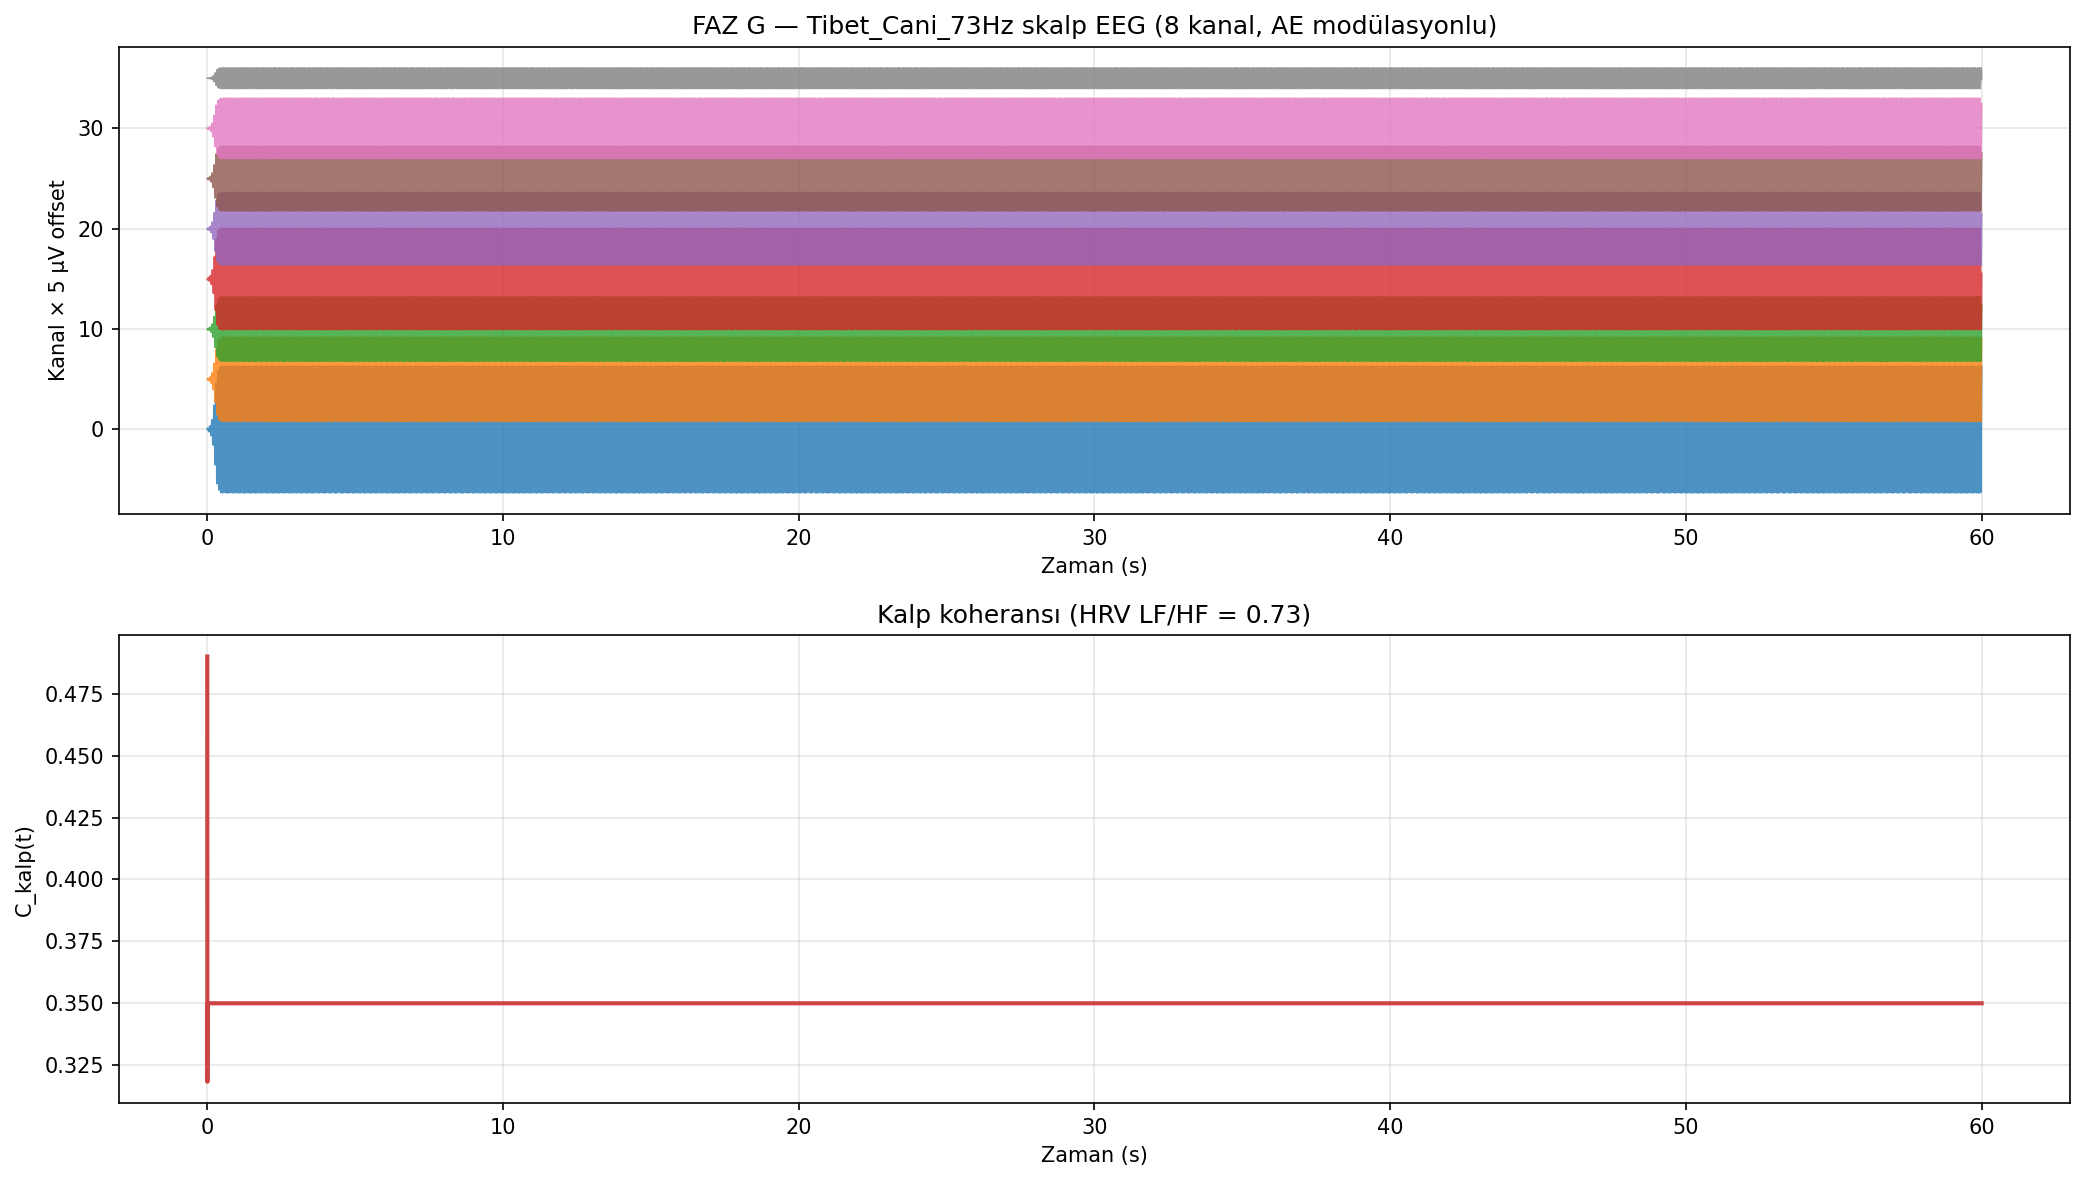 FAZ G — Tibet_Cani_73Hz skalp EEG (8 kanal, AE modülasyonlu)
Kanal × 5 µV offset
30
20
10
0
0 10 20 30 40 50 60
Zaman (s)
Kalp koheransı (HRV LF/HF = 0.73)
C_kalp(t)
0.475
0.450
0.425
0.400
0.375
0.350
0.325
0 10 20 30 40 50 60
Zaman (s)